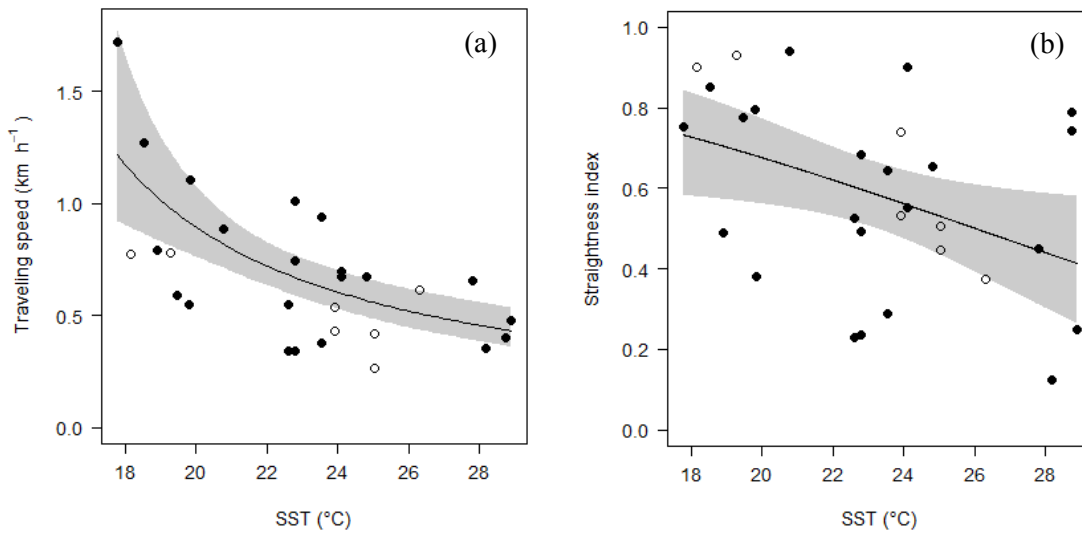 (a)
Traveling speed (km h⁻¹)
1.5
1.0
0.5
0.0
18 20 22 24 26 28
SST (°C)
(b)
Straightness index
1.0
0.8
0.6
0.4
0.2
0.0
18 20 22 24 26 28
SST (°C)